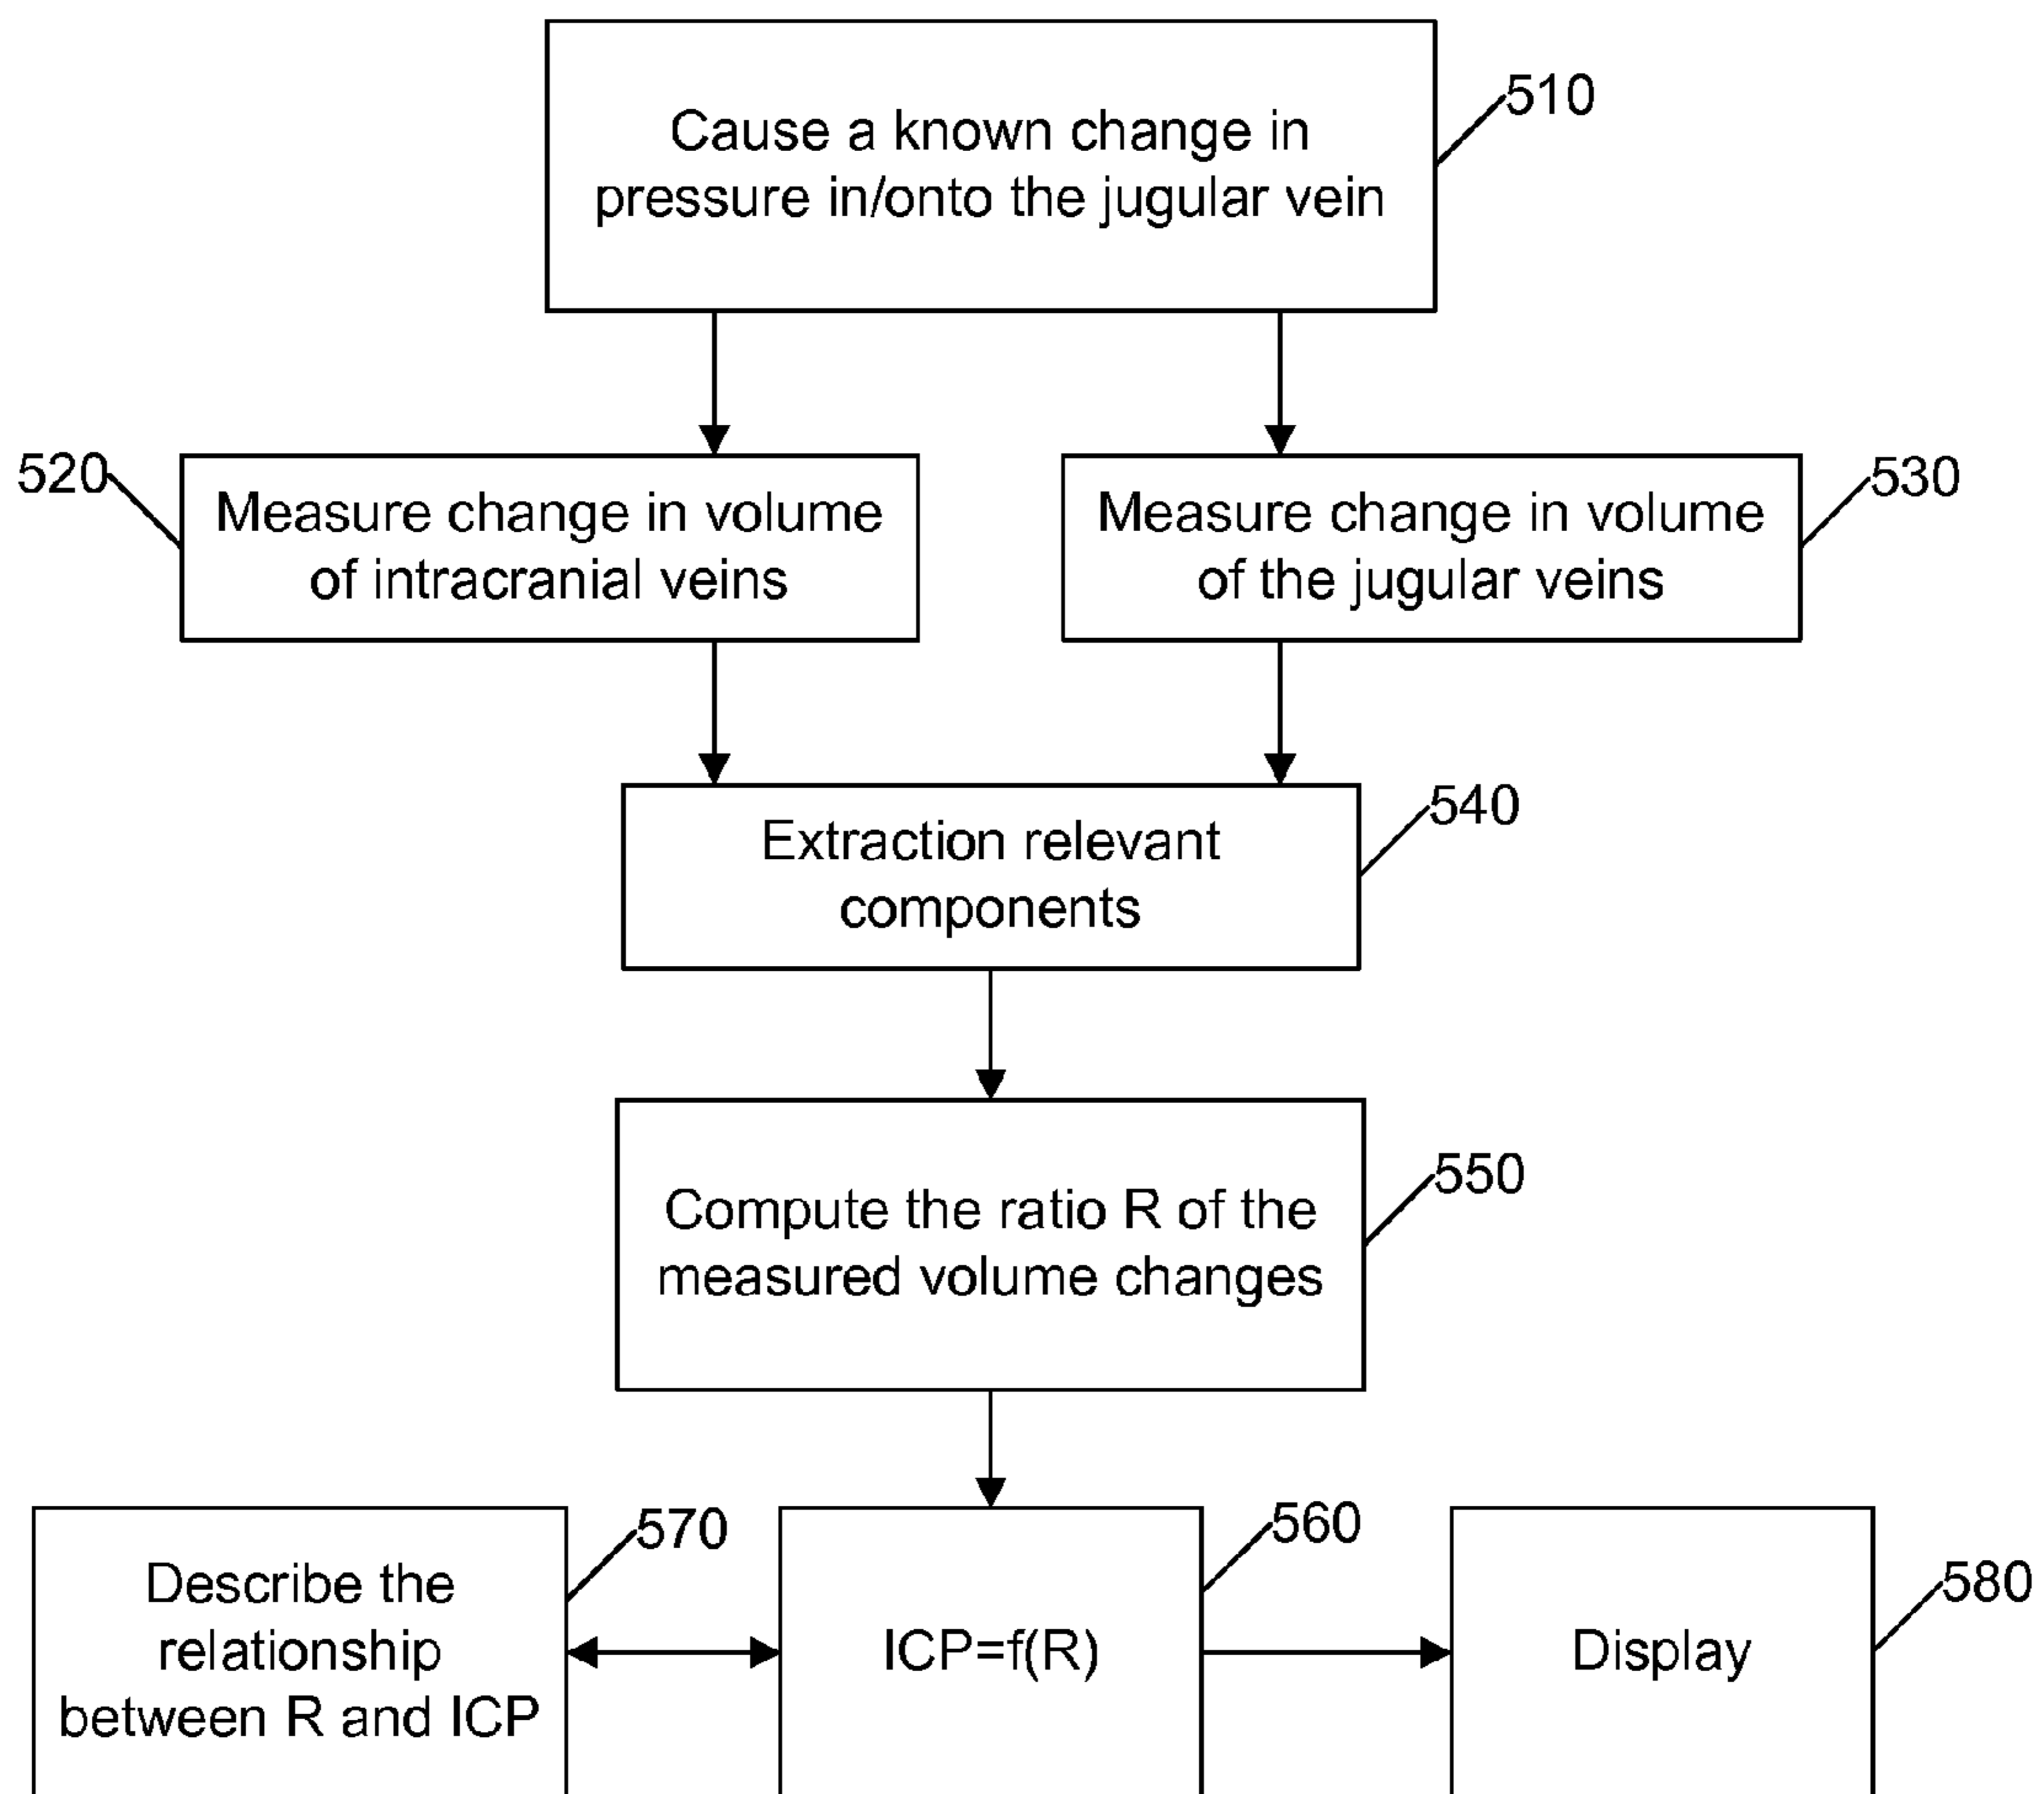 Cause a known change in
pressure in/onto the jugular vein
510
520
Measure change in volume
of intracranial veins
Measure change in volume
of the jugular veins
530
Extraction relevant
components
540
Compute the ratio R of the
measured volume changes
550
Describe the
relationship
between R and ICP
570
ICP=f(R)
560
Display
580